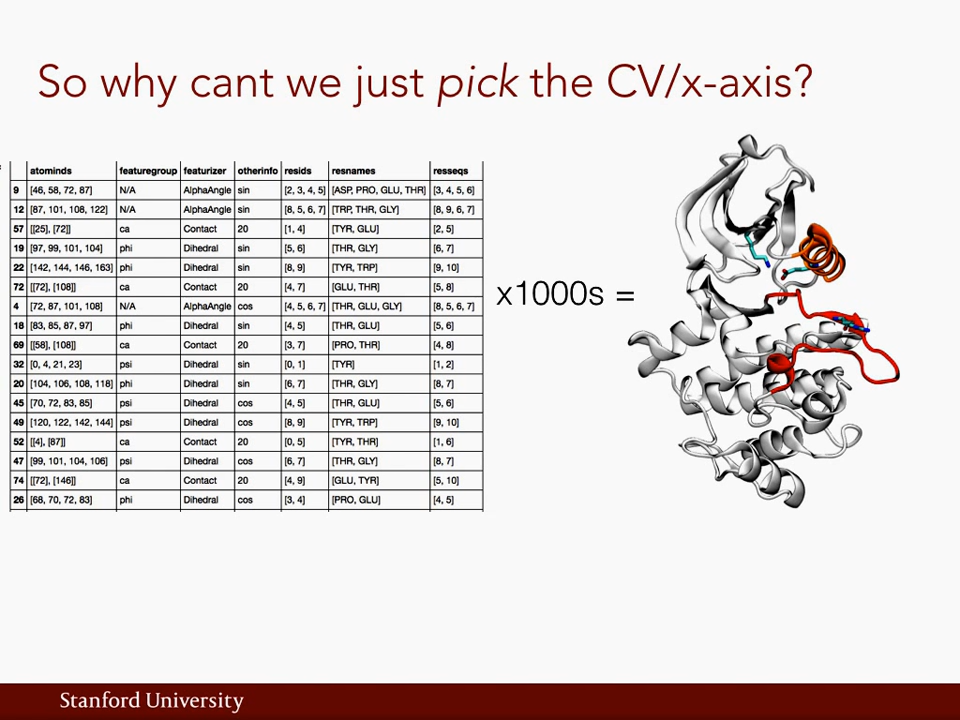 So why cant we just pick the CV/x-axis?
atominds featuregroup featurizer otherinfo resids resnames resseqs
9 [46, 58, 72, 87] N/A AlphaAngle sin [2, 3, 4, 5] [ASP, PRO, GLU, THR] [3, 4, 5, 6]
12 [87, 101, 108, 122] N/A AlphaAngle sin [8, 5, 6, 7] [TRP, THR, GLY] [8, 9, 6, 7]
57 [[25], [72]] ca Contact 20 [1, 4] [TYR, GLU] [2, 5]
19 [97, 99, 101, 104] phi Dihedral sin [5, 6] [THR, GLY] [6, 7]
22 [142, 144, 146, 163] phi Dihedral sin [8, 9] [TYR, TRP] [9, 10]
72 [[72], [108]] ca Contact 20 [4, 7] [GLU, THR] [5, 8]
4 [72, 87, 101, 108] N/A AlphaAngle cos [4, 5, 6, 7] [THR, GLU, GLY] [8, 5, 6, 7]
18 [83, 85, 87, 97] phi Dihedral sin [4, 5] [THR, GLU] [5, 6]
69 [[58], [108]] ca Contact 20 [3, 7] [PRO, THR] [4, 8]
32 [0, 4, 21, 23] psi Dihedral sin [0, 1] [TYR] [1, 2]
20 [104, 106, 108, 118] phi Dihedral sin [6, 7] [THR, GLY] [8, 7]
45 [70, 72, 83, 85] psi Dihedral cos [4, 5] [THR, GLU] [5, 6]
49 [120, 122, 142, 144] psi Dihedral cos [8, 9] [TYR, TRP] [9, 10]
52 [[4], [87]] ca Contact 20 [0, 5] [TYR, THR] [1, 6]
47 [99, 101, 104, 106] psi Dihedral cos [6, 7] [THR, GLY] [8, 7]
74 [[72], [146]] ca Contact 20 [4, 9] [GLU, TYR] [5, 10]
26 [68, 70, 72, 83] phi Dihedral cos [3, 4] [PRO, GLU] [4, 5]
x1000s =
Stanford University